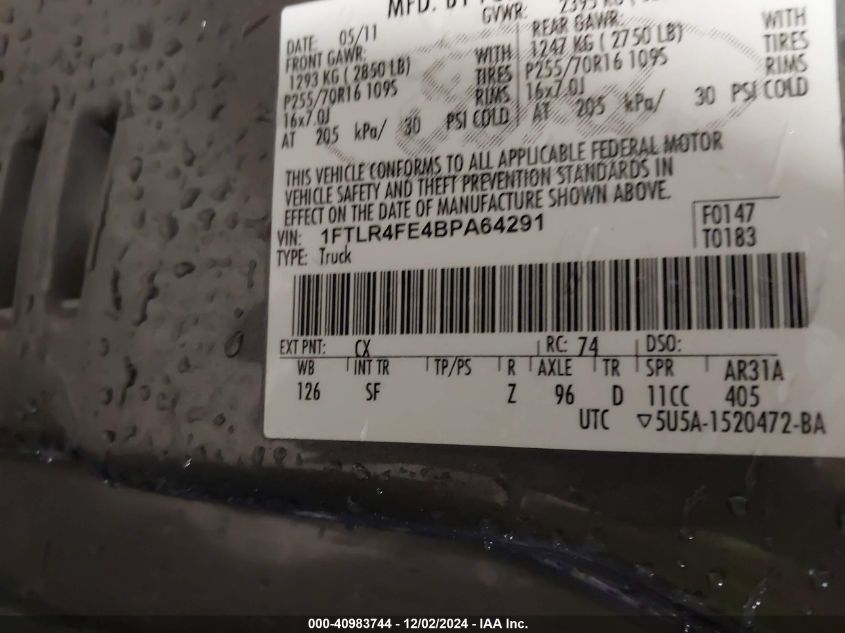 MFD. BY
GVWR:
DATE: 05/11
FRONT GAWR: REAR GAWR:
1293 KG ( 2850 LB) WITH 1247 KG ( 2750 LB) WITH
P255/70R16 109S TIRES P255/70R16 109S TIRES
16x7.0J RIMS 16x7.0J RIMS
AT 205 kPa/ 30 PSI COLD AT 205 kPa/ 30 PSI COLD
THIS VEHICLE CONFORMS TO ALL APPLICABLE FEDERAL MOTOR
VEHICLE SAFETY AND THEFT PREVENTION STANDARDS IN
EFFECT ON THE DATE OF MANUFACTURE SHOWN ABOVE.
VIN: 1FTLR4FE4BPA64291 F0147
TYPE: Truck T0183
EXT PNT: CX RC: 74 DSO:
WB INT TR TP/PS R AXLE TR SPR AR31A
126 SF Z 96 D 11CC 405
UTC ▽5U5A-1520472-BA
000-40983744 - 12/02/2024 - IAA Inc.